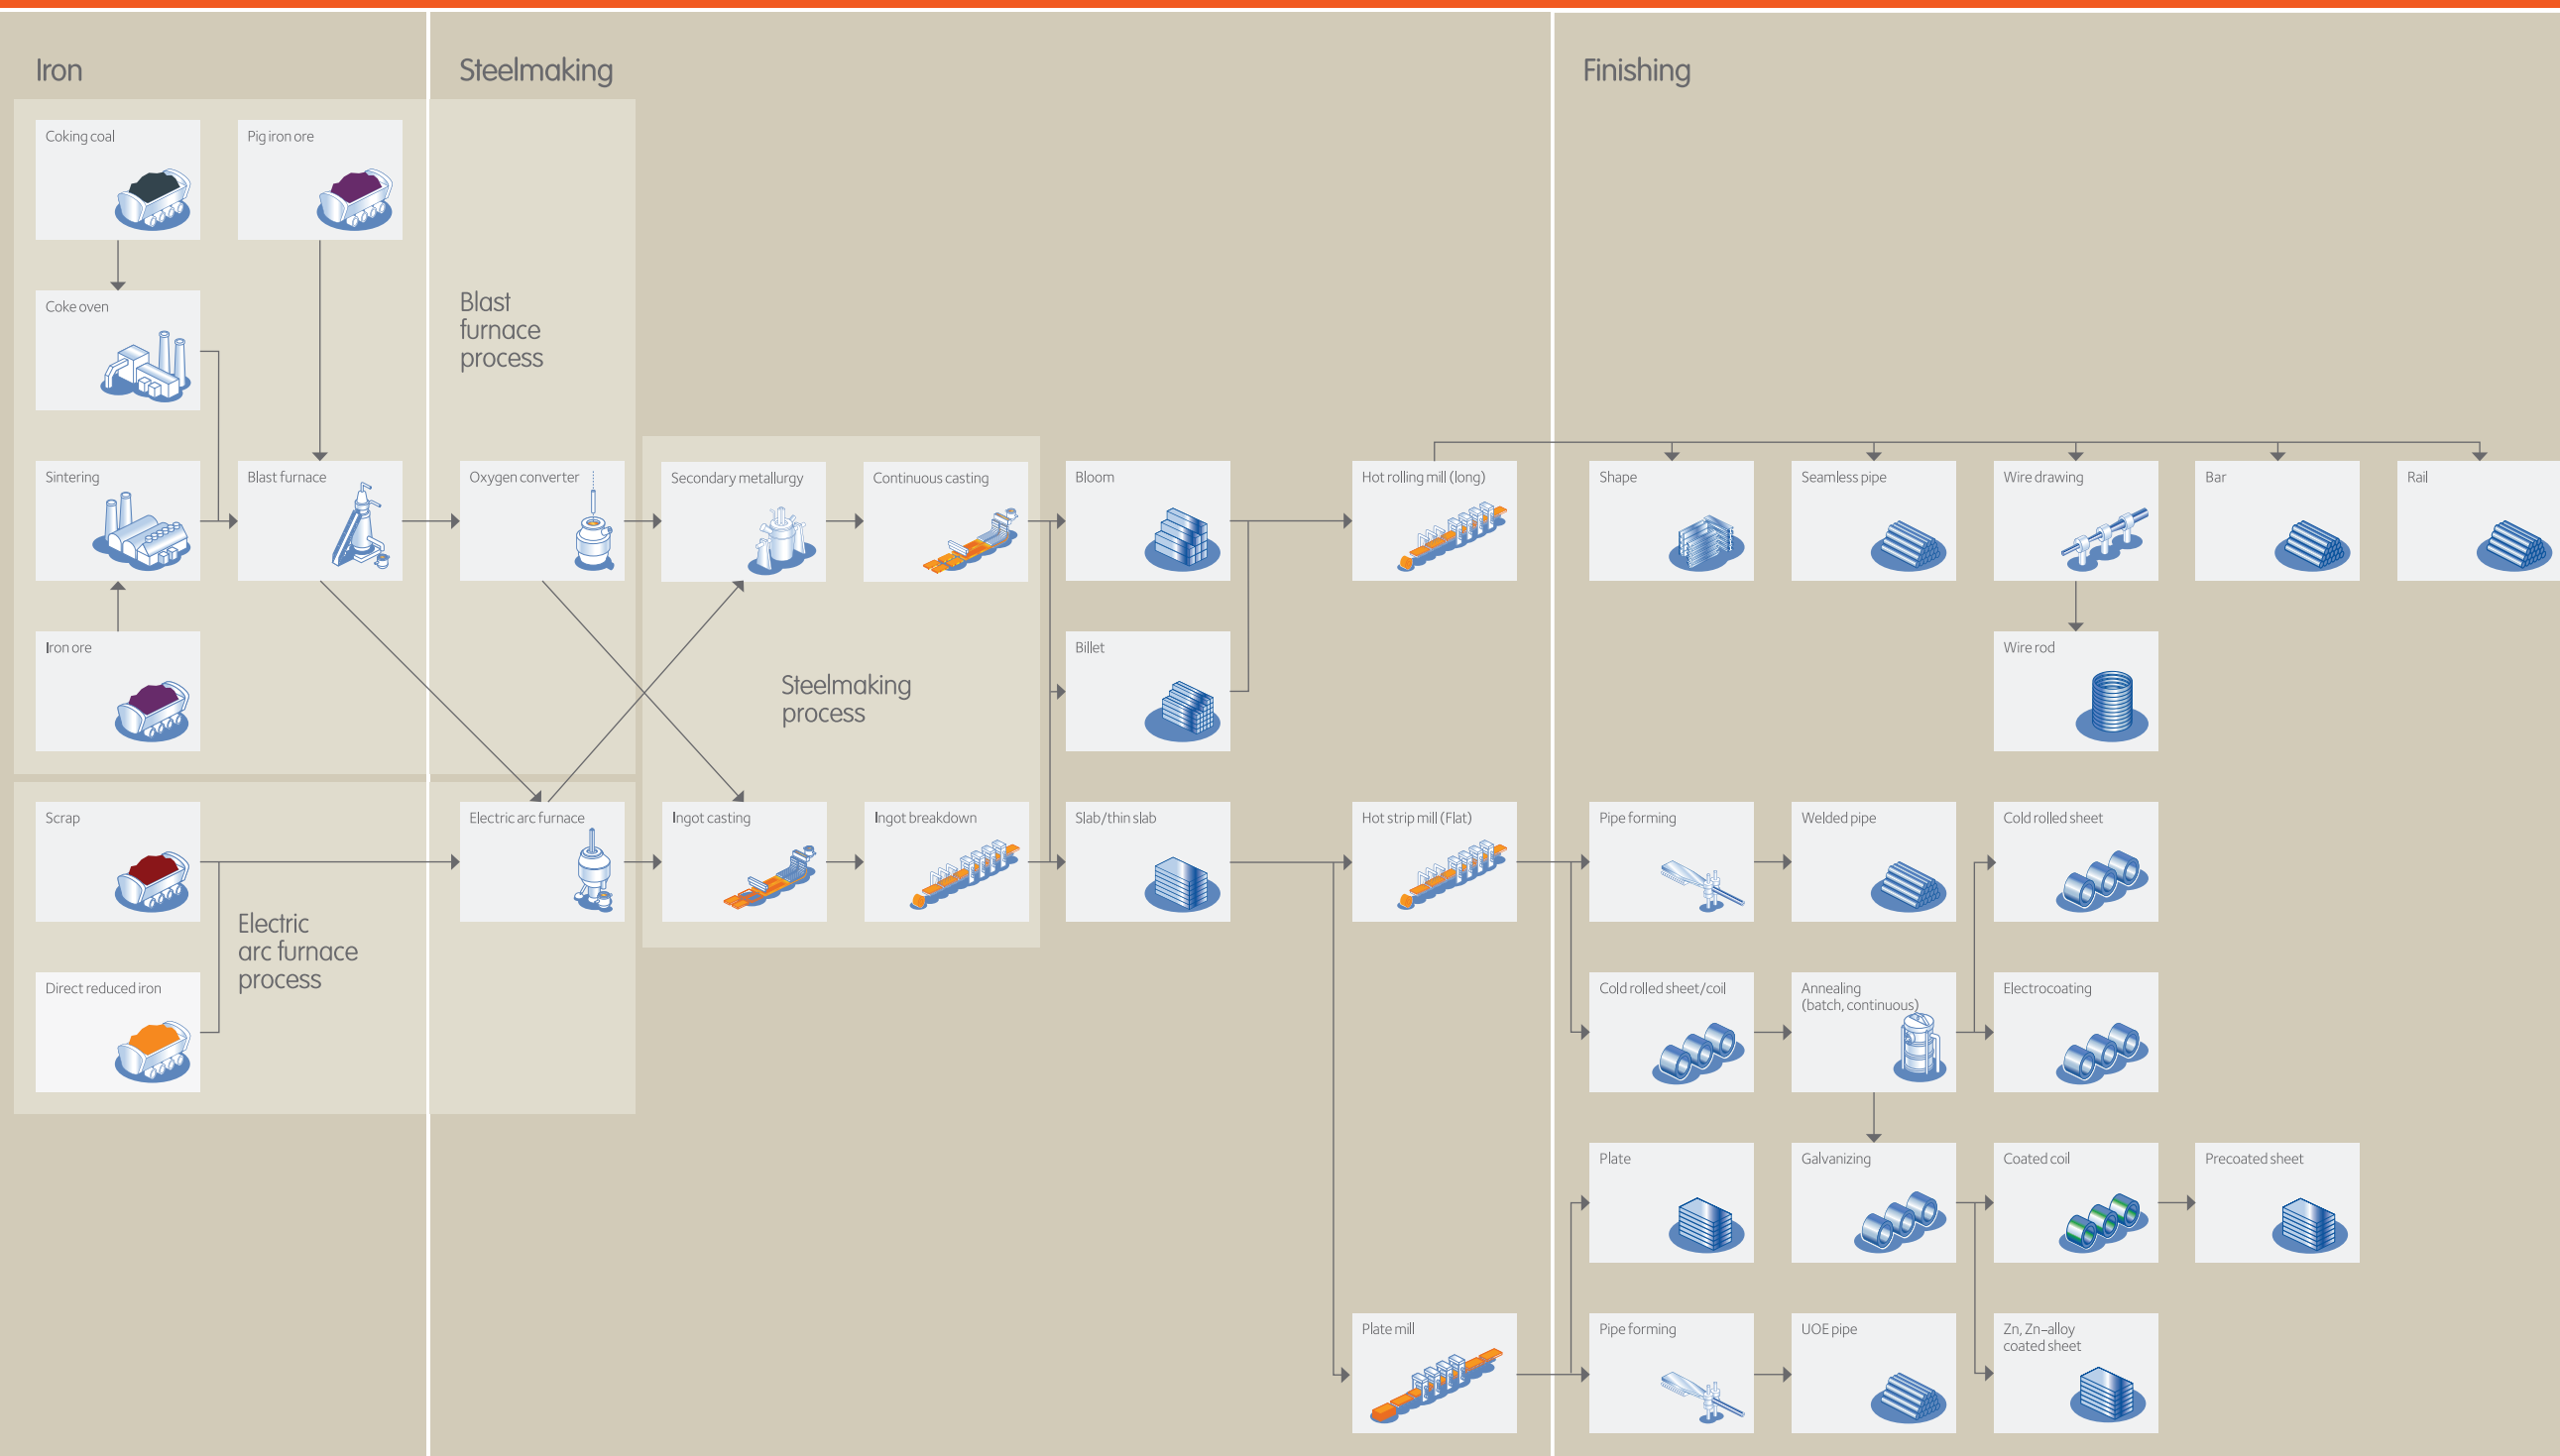 Iron
Steelmaking
Finishing
Coking coal
Pig iron ore
Coke oven
Blast
furnace
process
Sintering
Blast furnace
Oxygen converter
Secondary metallurgy
Continuous casting
Bloom
Hot rolling mill (long)
Shape
Seamless pipe
Wire drawing
Bar
Rail
Iron ore
Steelmaking
process
Billet
Wire rod
Scrap
Electric arc furnace
Ingot casting
Ingot breakdown
Slab/thin slab
Hot strip mill (Flat)
Pipe forming
Welded pipe
Cold rolled sheet
Electric
arc furnace
process
Direct reduced iron
Cold rolled sheet/coil
Annealing
(batch, continuous)
Electrocoating
Plate
Galvanizing
Coated coil
Precoated sheet
Plate mill
Pipe forming
UOE pipe
Zn, Zn–alloy
coated sheet